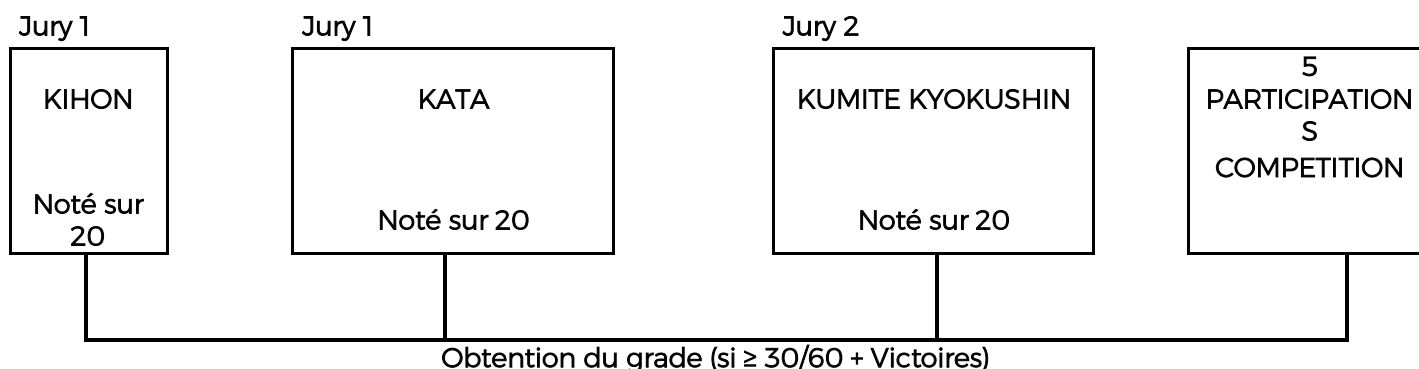 Jury 1
KIHON
Noté sur
20
Jury 1
KATA
Noté sur 20
Jury 2
KUMITE KYOKUSHIN
Noté sur 20
5
PARTICIPATION
S
COMPETITION
Obtention du grade (si ≥ 30/60 + Victoires)